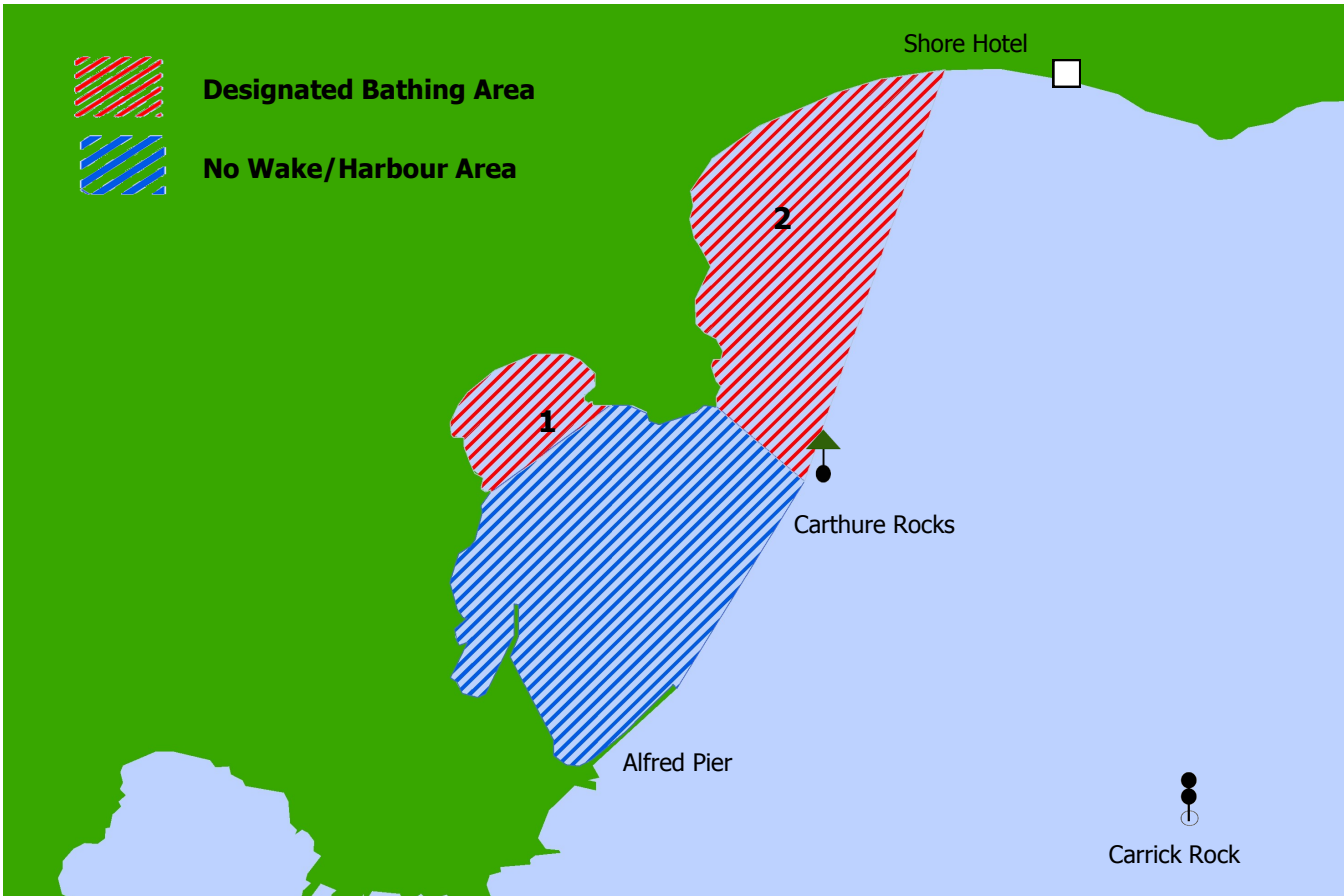 Shore Hotel
Designated Bathing Area
No Wake/Harbour Area
2
1
Carthure Rocks
Alfred Pier
Carrick Rock